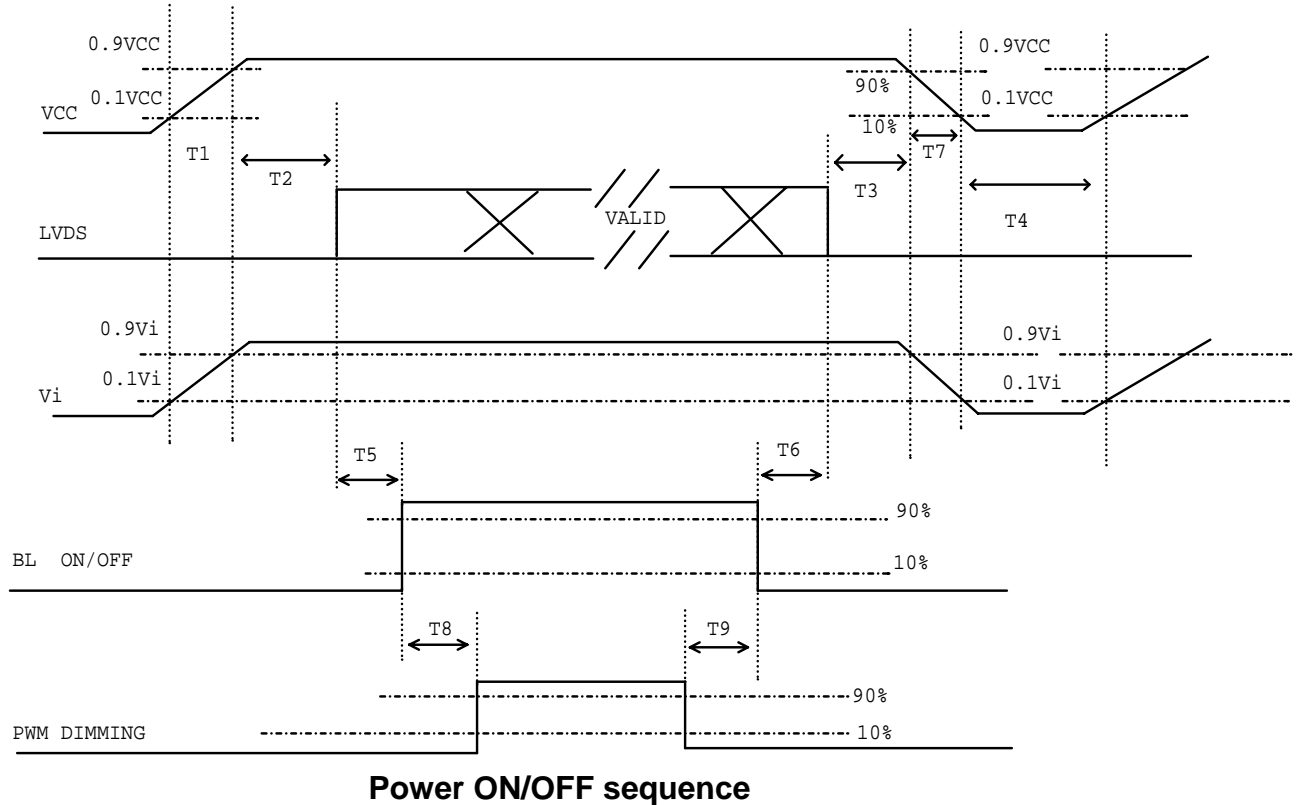 0.9VCC
0.9VCC
90%
0.1VCC
0.1VCC
VCC
10%
T1
T7
T2
T3
VALID
T4
LVDS
0.9Vi
0.9Vi
0.1Vi
0.1Vi
Vi
T5
T6
90%
BL ON/OFF
10%
T8
T9
90%
PWM DIMMING
10%
Power ON/OFF sequence